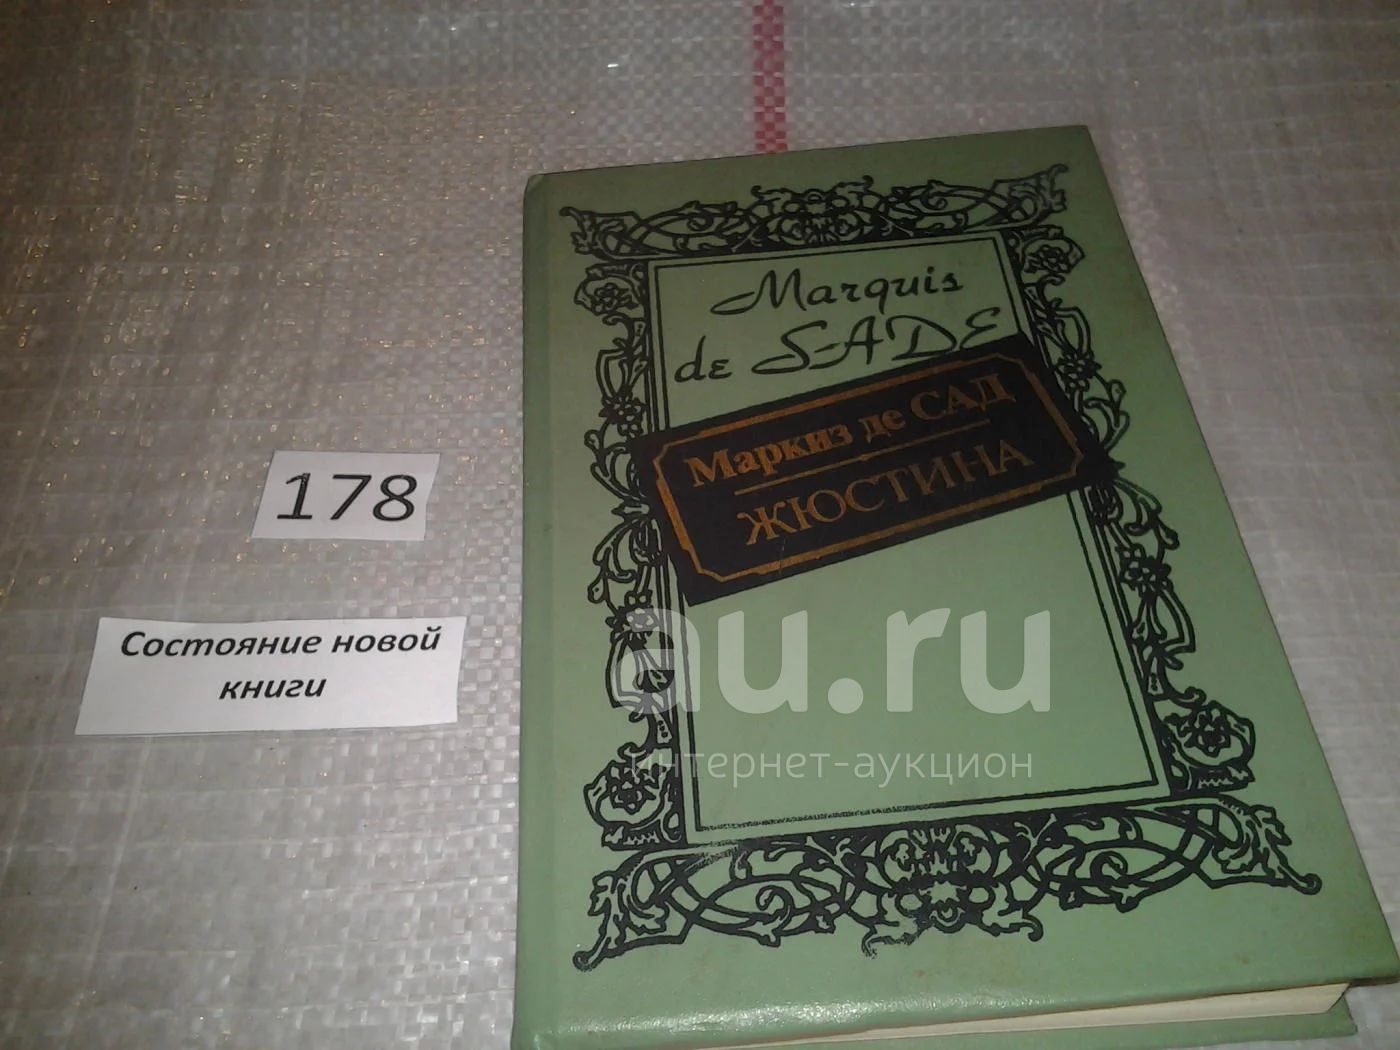 Marquis
de SADE
Маркиз де САД
ЖЮСТИНА
178
Состояние новой
книги
au.ru
интернет-аукцион